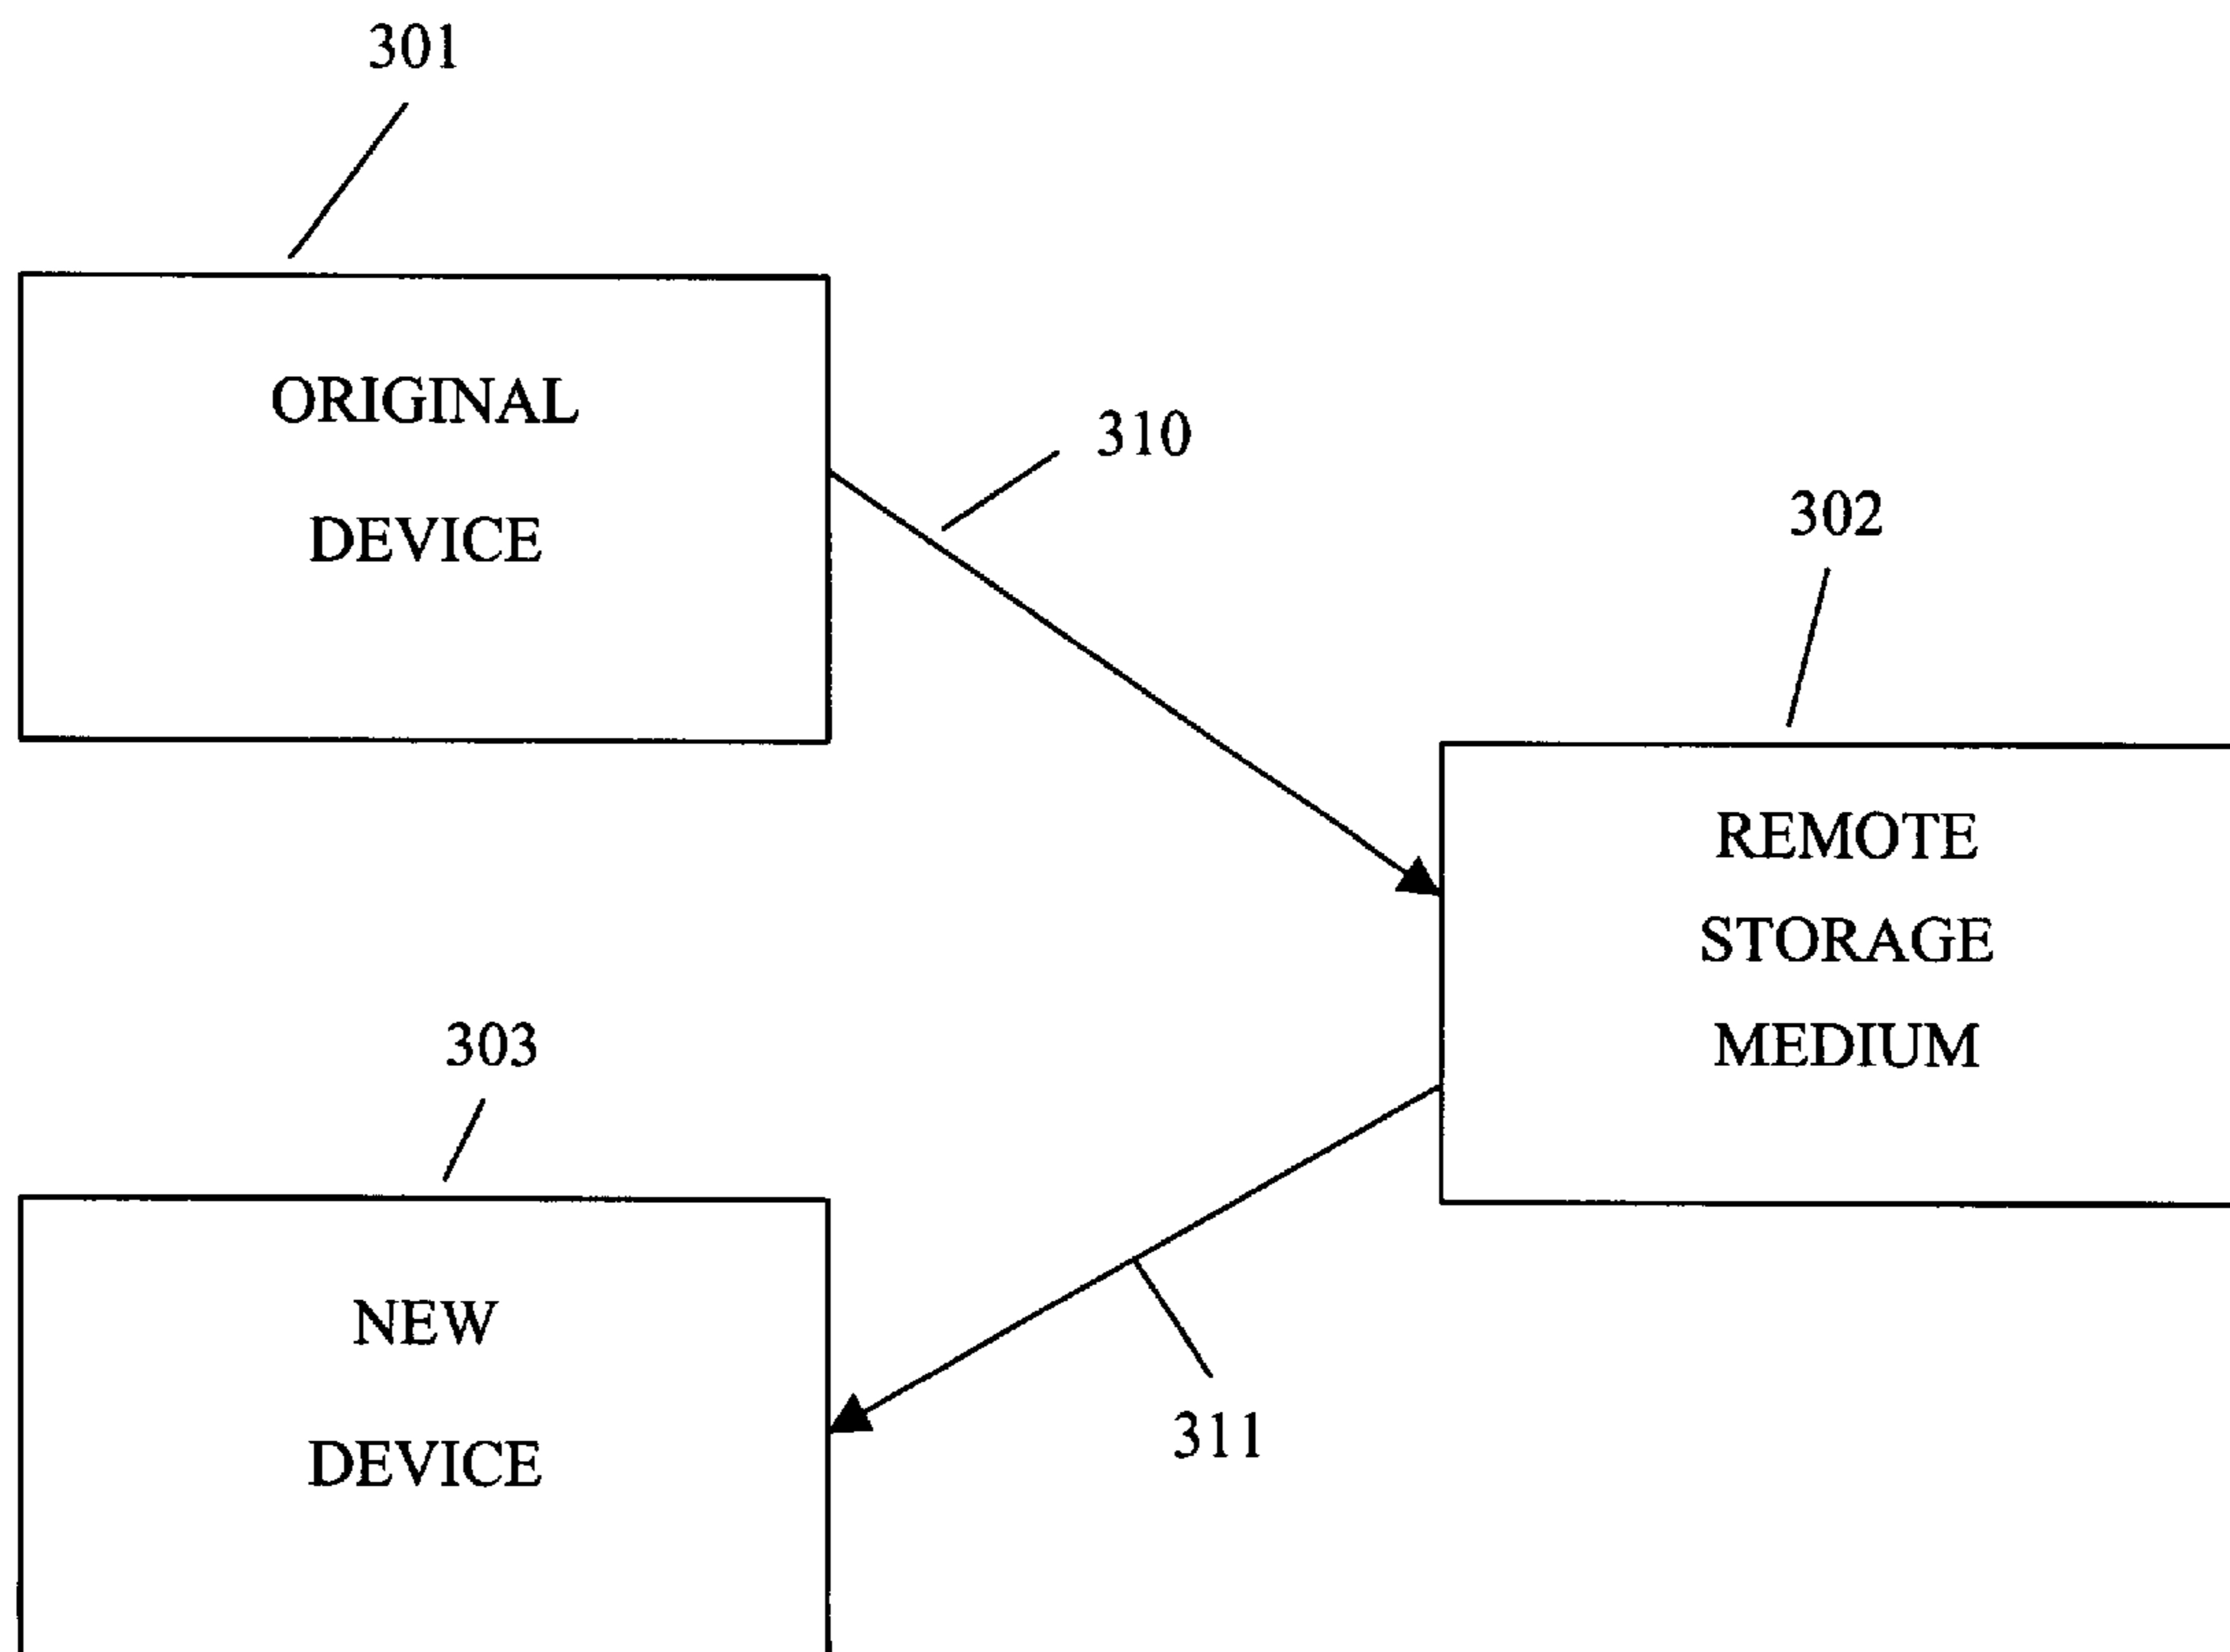 301
ORIGINAL
DEVICE
310
302
REMOTE
STORAGE
MEDIUM
303
NEW
DEVICE
311